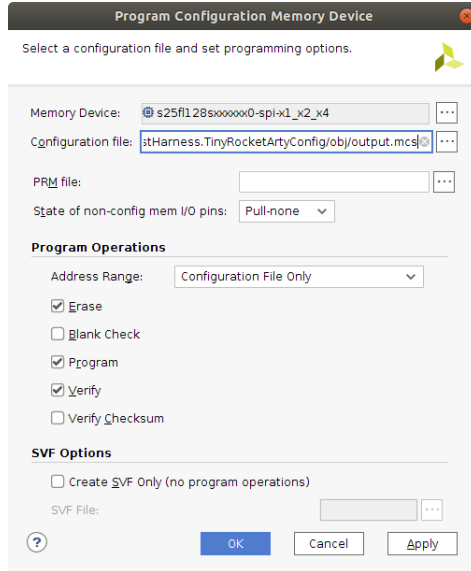 Program Configuration Memory Device
Select a configuration file and set programming options.
Memory Device: s25fl128sxxxxxx0-spi-x1_x2_x4 ...
Configuration file: stHarness.TinyRocketArtyConfig/obj/output.mcs ...
PRM file: ...
State of non-config mem I/O pins: Pull-none
Program Operations
Address Range: Configuration File Only
Erase
Blank Check
Program
Verify
Verify Checksum
SVF Options
Create SVF Only (no program operations)
SVF File: ...
? OK Cancel Apply